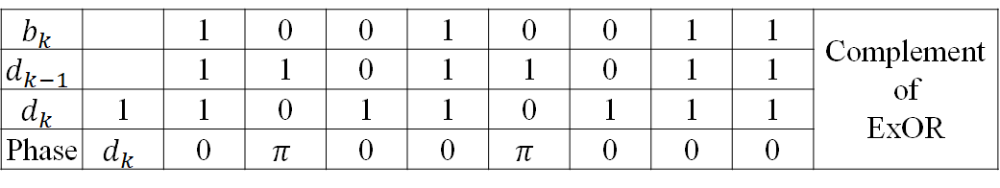 b_k 1 0 0 1 0 0 1 1
d_{k-1} 1 1 0 1 1 0 1 1
d_k 1 1 0 1 1 0 1 1 1
Phase d_k 0 π 0 0 π 0 0 0
Complement
of
ExOR